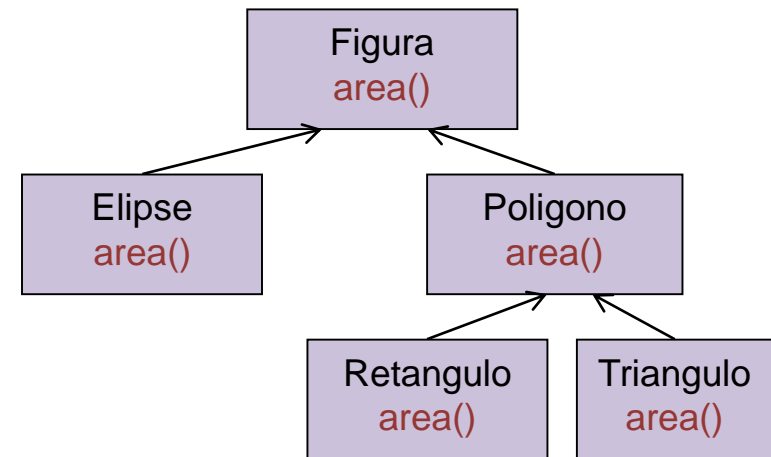 Figura
area()
Elipse
area()
Poligono
area()
Retangulo
area()
Triangulo
area()